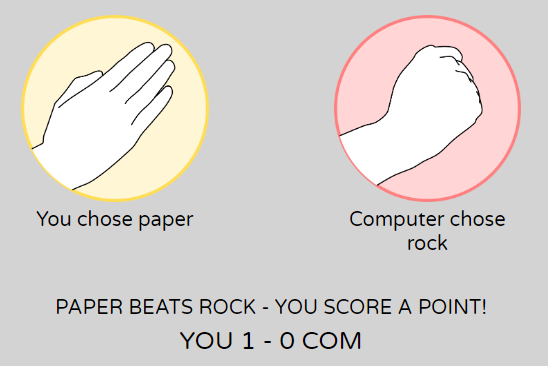 You chose paper
Computer chose
rock
PAPER BEATS ROCK - YOU SCORE A POINT!
YOU 1 - 0 COM